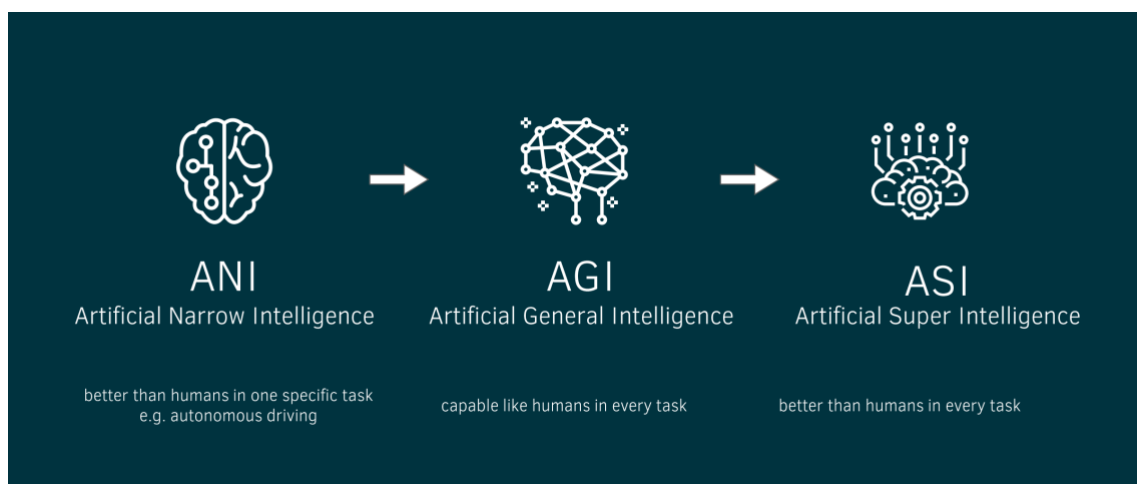 ANI
Artificial Narrow Intelligence
better than humans in one specific task
e.g. autonomous driving
AGI
Artificial General Intelligence
capable like humans in every task
ASI
Artificial Super Intelligence
better than humans in every task